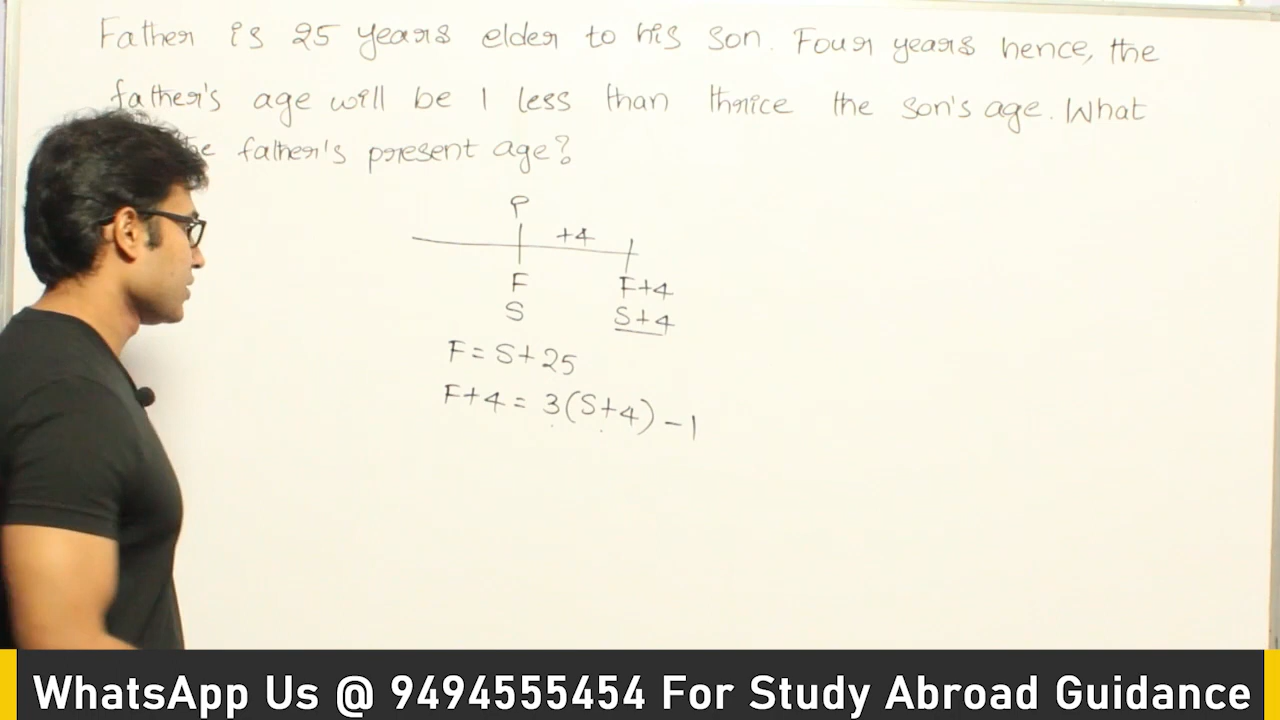 Father is 25 years elder to his son. Four years hence, the
father's age will be 1 less than thrice the son's age. What
father's present age?
P
+4
F F+4
S S+4
F = S+25
F+4 = 3(S+4) - 1
WhatsApp Us @ 9494555454 For Study Abroad Guidance